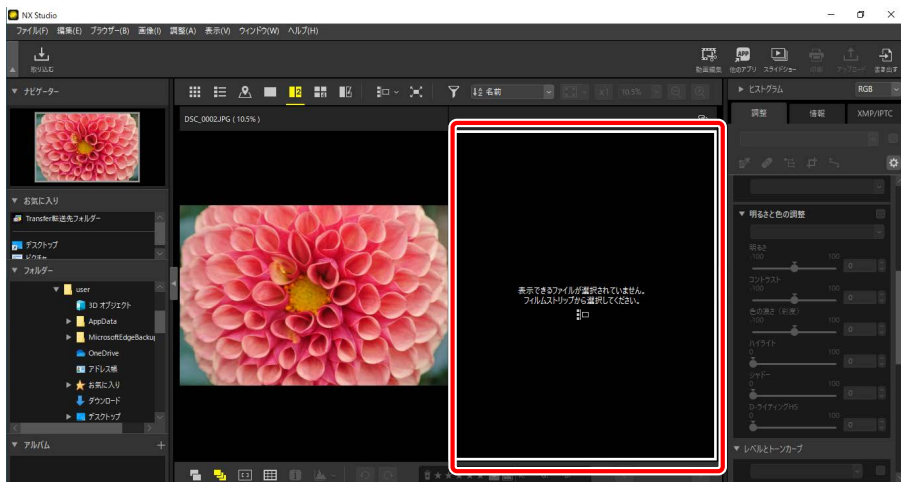 NX Studio
ファイル(F) 編集(E) ブラウザー(B) 画像(I) 調整(A) 表示(V) ウィンドウ(W) ヘルプ(H)
取り込む
動画編集 他のアプリ スライドショー 印刷 アップロード 書き出す
ナビゲーター
名前
10.5%
ヒストグラム
RGB
DSC_0002.JPG ( 10.5% )
調整 情報 XMP/IPTC
お気に入り
Transfer転送先フォルダー
デスクトップ
ピクチャ
フォルダー
user
3D オブジェクト
AppData
MicrosoftEdgeBackup
OneDrive
アドレス帳
お気に入り
ダウンロード
デスクトップ
アルバム
表示できるファイルが選択されていません。
フィルムストリップから選択してください。
明るさと色の調整
明るさ
-100 100
0
コントラスト
-100 100
0
色の濃さ（彩度）
-100 100
0
ハイライト
0 100
0
シャドー
0 100
0
D-ライティングHS
0 100
0
レベルとトーンカーブ